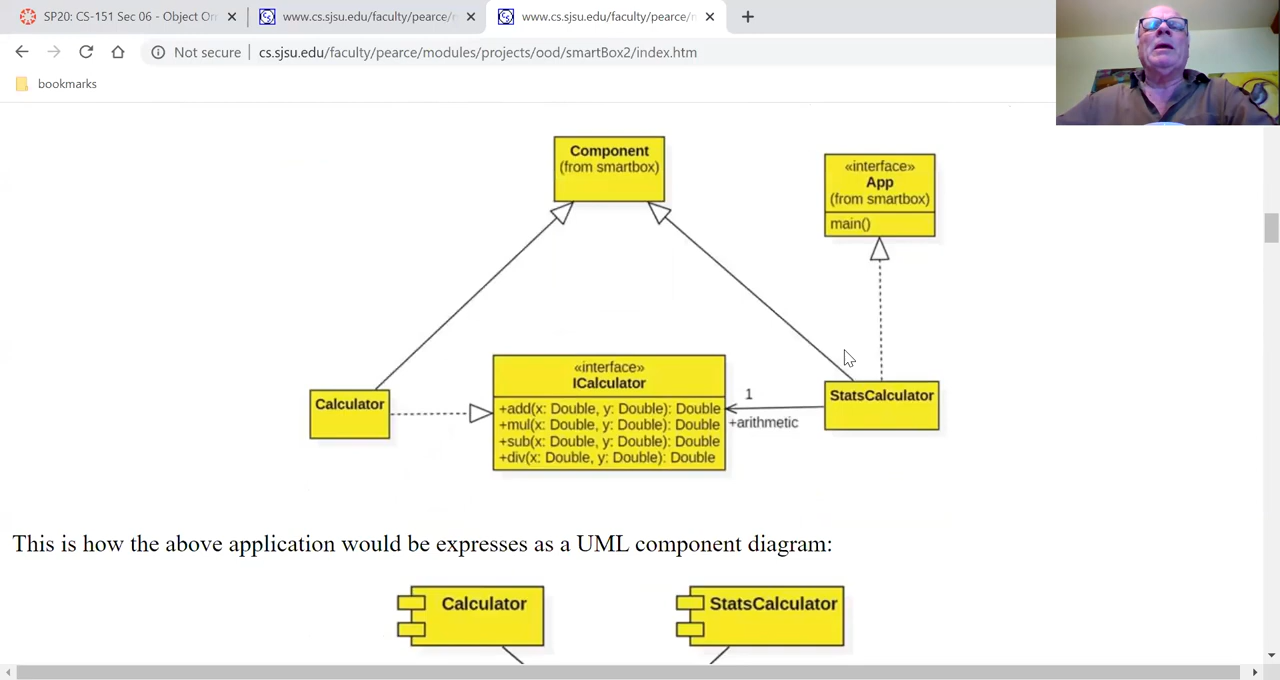 SP20: CS-151 Sec 06 - Object Ori
www.cs.sjsu.edu/faculty/pearce/m
www.cs.sjsu.edu/faculty/pearce/m
Not secure
cs.sjsu.edu/faculty/pearce/modules/projects/ood/smartBox2/index.htm
bookmarks
Component
(from smartbox)
«interface»
App
(from smartbox)
main()
Calculator
«interface»
ICalculator
+add(x: Double, y: Double): Double
+mul(x: Double, y: Double): Double
+sub(x: Double, y: Double): Double
+div(x: Double, y: Double): Double
1
+arithmetic
StatsCalculator
This is how the above application would be expresses as a UML component diagram:
Calculator
StatsCalculator